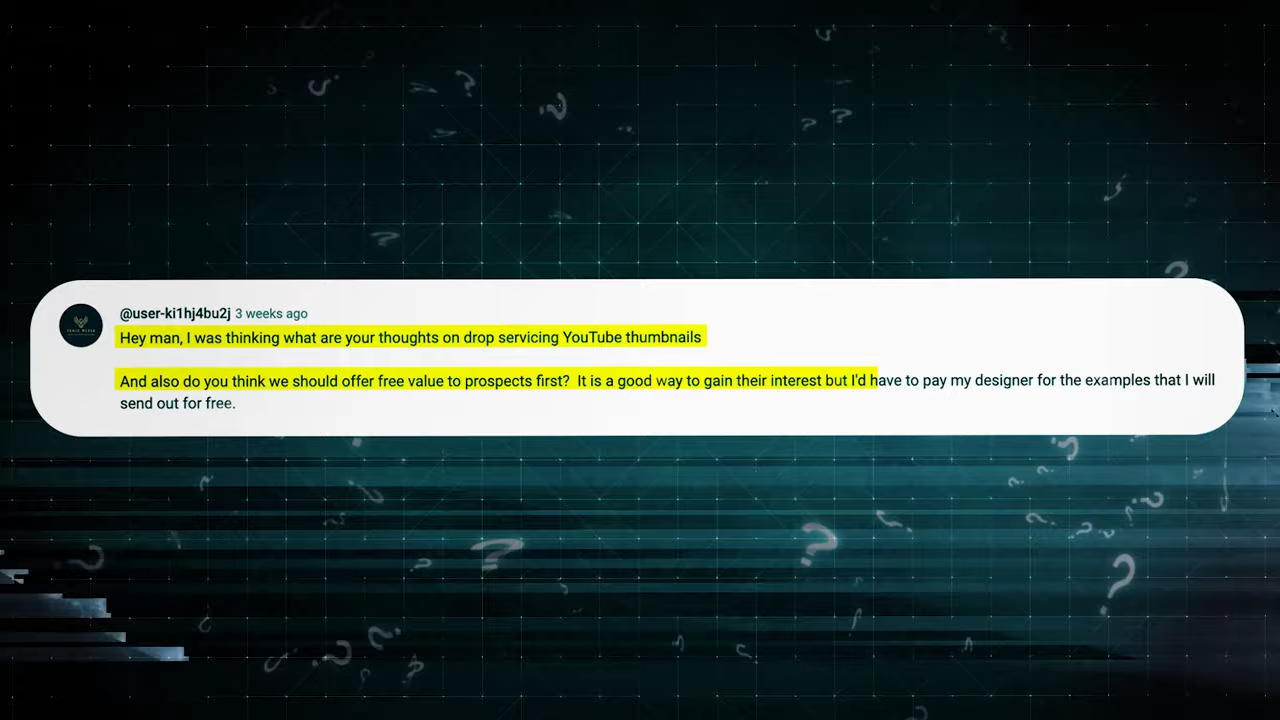 @user-ki1hj4bu2j 3 weeks ago
Hey man, I was thinking what are your thoughts on drop servicing YouTube thumbnails
And also do you think we should offer free value to prospects first? It is a good way to gain their interest but I'd have to pay my designer for the examples that I will
send out for free.